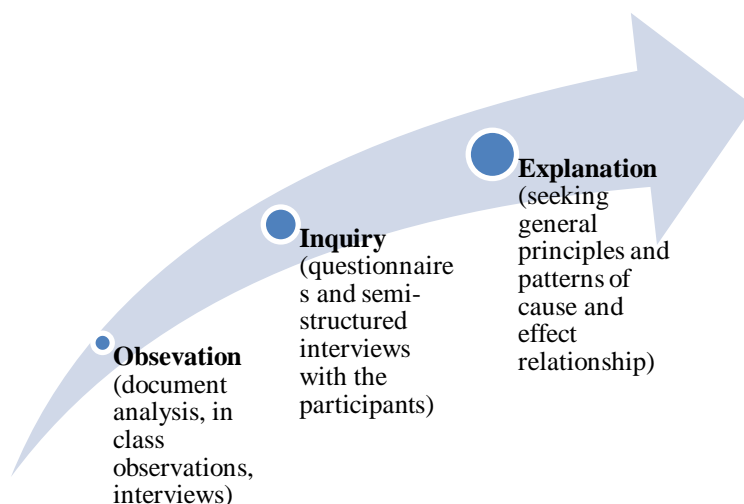 Obsevation
(document
analysis, in
class
observations,
interviews)
Inquiry
(questionnaire
s and semi-
structured
interviews
with the
participants)
Explanation
(seeking
general
principles and
patterns of
cause and
effect
relationship)